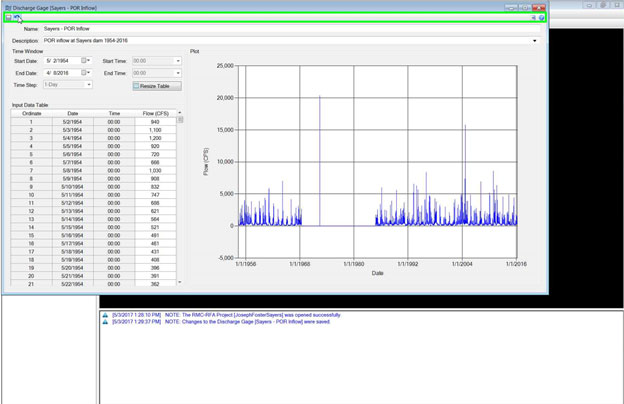 Discharge Gage [Sayers - POR Inflow]
Name: Sayers - POR Inflow
Description: POR inflow at Sayers dam 1954-2016
Time Window
Start Date: 5/ 2/1954 Start Time: 00:00
End Date: 4/ 8/2016 End Time: 00:00
Time Step: 1-Day Resize Table
Input Data Table
Ordinate Date Time Flow (CFS)
1 5/2/1954 00:00 940
2 5/3/1954 00:00 1,100
3 5/4/1954 00:00 1,200
4 5/5/1954 00:00 920
5 5/6/1954 00:00 720
6 5/7/1954 00:00 666
7 5/8/1954 00:00 1,030
8 5/9/1954 00:00 908
9 5/10/1954 00:00 832
10 5/11/1954 00:00 747
11 5/12/1954 00:00 698
12 5/13/1954 00:00 621
13 5/14/1954 00:00 564
14 5/15/1954 00:00 521
15 5/16/1954 00:00 491
16 5/17/1954 00:00 461
17 5/18/1954 00:00 431
18 5/19/1954 00:00 408
19 5/20/1954 00:00 396
20 5/21/1954 00:00 391
21 5/22/1954 00:00 362
Plot
25,000
20,000
15,000
10,000
5,000
0
-5,000
Flow (CFS)
1/1/1956 1/1/1968 1/1/1980 1/1/1992 1/1/2004 1/1/2016
Date
[5/3/2017 1:28:10 PM] NOTE: The RMC-RFA Project [JosephFosterSayers] was opened successfully.
[5/3/2017 1:29:37 PM] NOTE: Changes to the Discharge Gage [Sayers - POR Inflow] were saved.